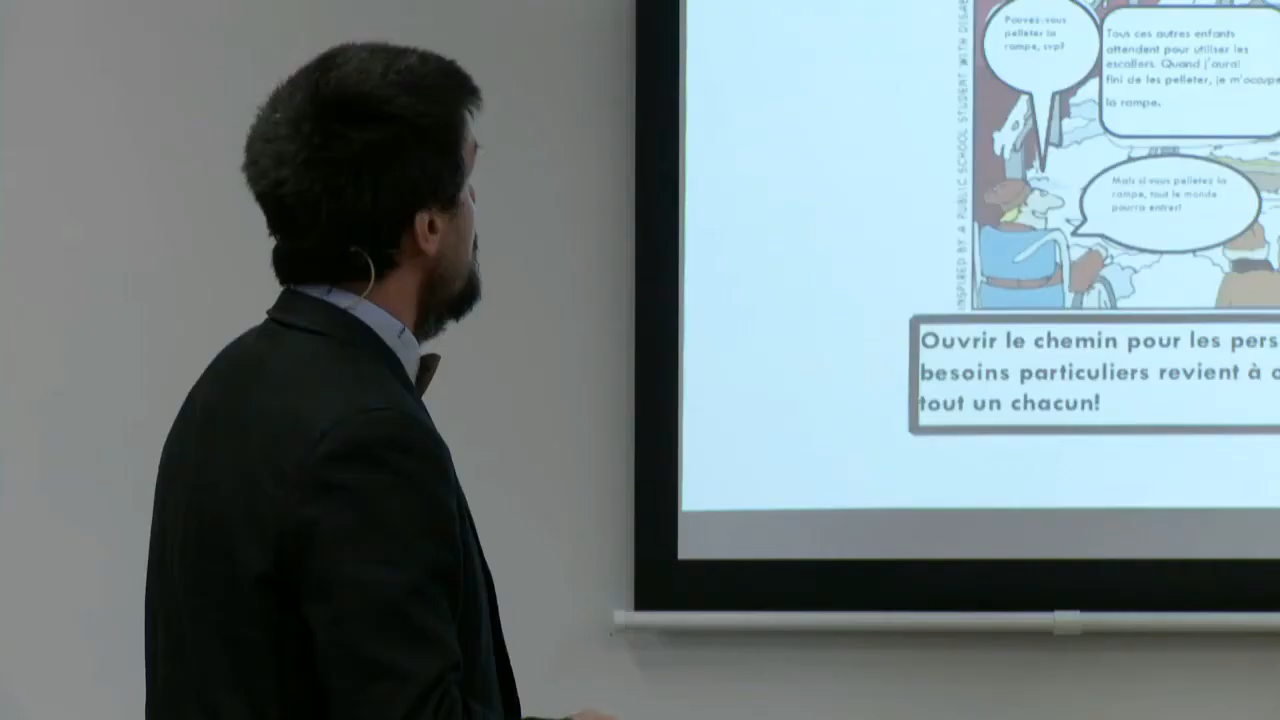 INSPIRED BY A PUBLIC SCHOOL STUDENT WITH
Pouvez-vous
pelleter la
rampe, svp?
Tous ces autres enfants
attendent pour utiliser les
escaliers. Quand j'aurai
fini de les pelleter, je m'occupe
la rampe.
Mais si vous pelletez la
rampe, tout le monde
pourra entrer!
Ouvrir le chemin pour les pers
besoins particuliers revient à
tout un chacun!